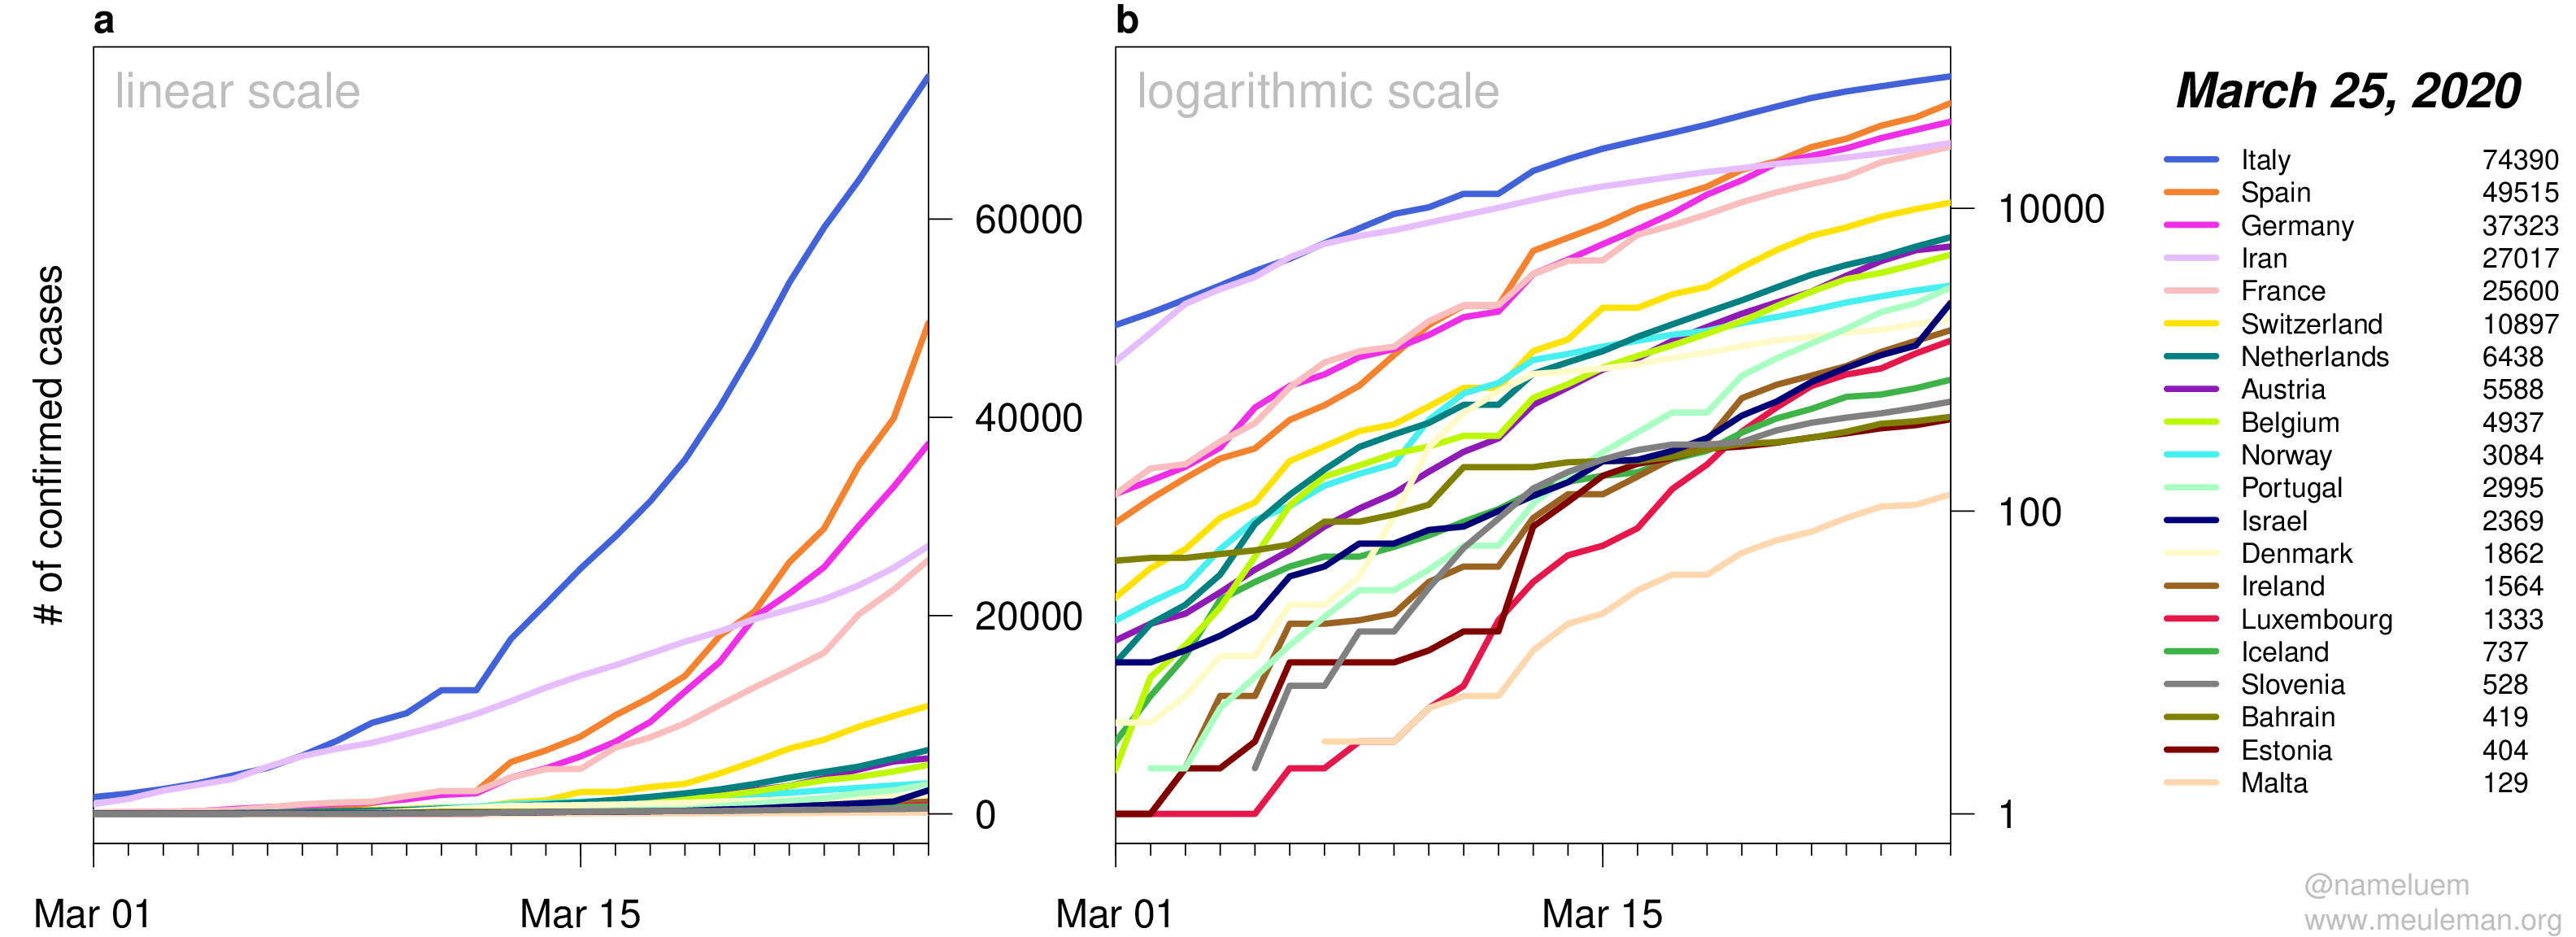 a
b
linear scale
logarithmic scale
# of confirmed cases
60000
40000
20000
0
Mar 01
Mar 15
10000
100
1
Mar 01
Mar 15
March 25, 2020
Italy 74390
Spain 49515
Germany 37323
Iran 27017
France 25600
Switzerland 10897
Netherlands 6438
Austria 5588
Belgium 4937
Norway 3084
Portugal 2995
Israel 2369
Denmark 1862
Ireland 1564
Luxembourg 1333
Iceland 737
Slovenia 528
Bahrain 419
Estonia 404
Malta 129
@nameluem
www.meuleman.org